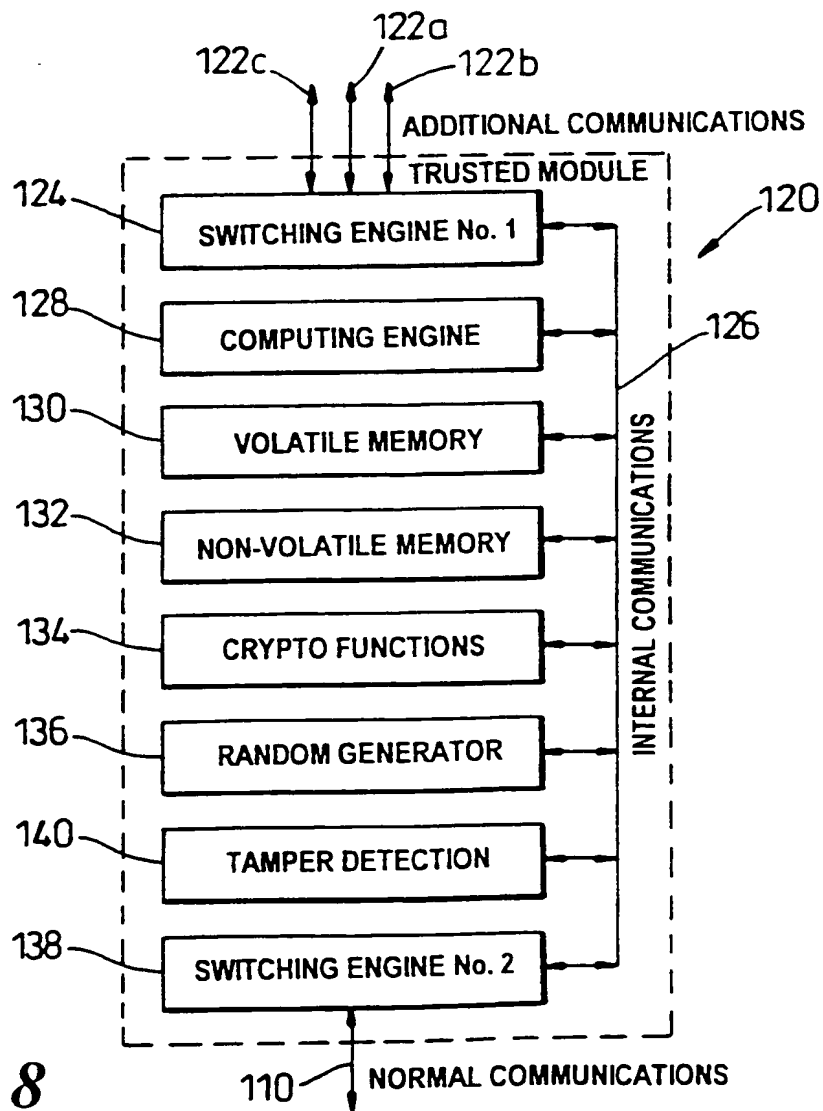 122c
122a
122b
ADDITIONAL COMMUNICATIONS
TRUSTED MODULE
120
124
SWITCHING ENGINE No. 1
128
COMPUTING ENGINE
126
130
VOLATILE MEMORY
132
NON-VOLATILE MEMORY
INTERNAL COMMUNICATIONS
134
CRYPTO FUNCTIONS
136
RANDOM GENERATOR
140
TAMPER DETECTION
138
SWITCHING ENGINE No. 2
8
110
NORMAL COMMUNICATIONS